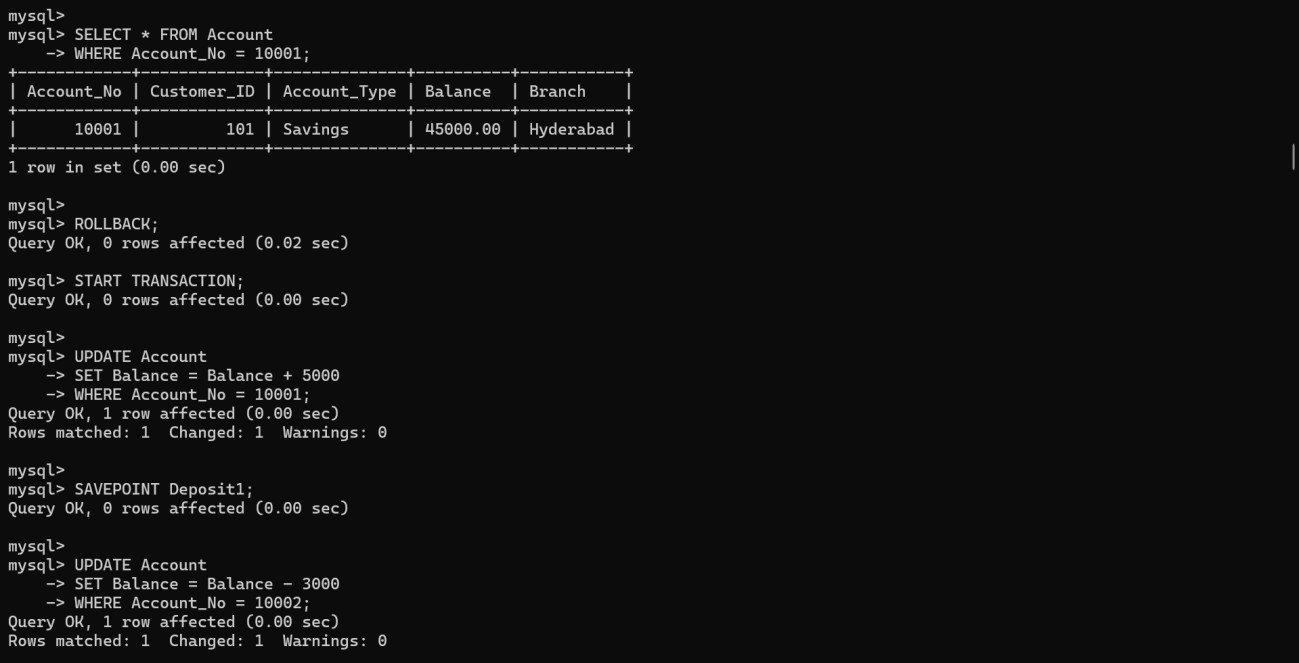 mysql>
mysql> SELECT * FROM Account
    -> WHERE Account_No = 10001;
+------------+-------------+--------------+----------+-----------+
| Account_No | Customer_ID | Account_Type | Balance  | Branch    |
+------------+-------------+--------------+----------+-----------+
|      10001 |         101 | Savings      | 45000.00 | Hyderabad |
+------------+-------------+--------------+----------+-----------+
1 row in set (0.00 sec)
mysql>
mysql> ROLLBACK;
Query OK, 0 rows affected (0.02 sec)
mysql> START TRANSACTION;
Query OK, 0 rows affected (0.00 sec)
mysql>
mysql> UPDATE Account
    -> SET Balance = Balance + 5000
    -> WHERE Account_No = 10001;
Query OK, 1 row affected (0.00 sec)
Rows matched: 1  Changed: 1  Warnings: 0
mysql>
mysql> SAVEPOINT Deposit1;
Query OK, 0 rows affected (0.00 sec)
mysql>
mysql> UPDATE Account
    -> SET Balance = Balance - 3000
    -> WHERE Account_No = 10002;
Query OK, 1 row affected (0.00 sec)
Rows matched: 1  Changed: 1  Warnings: 0